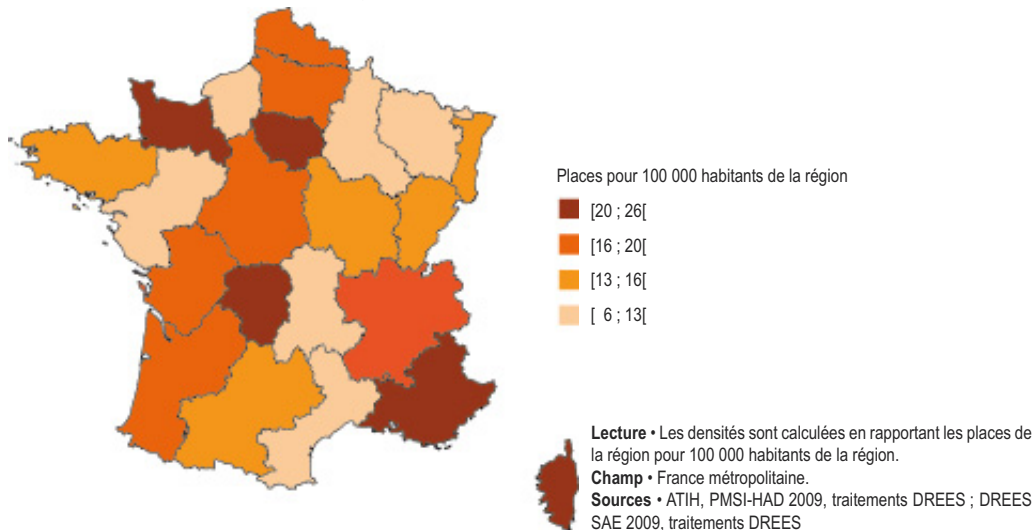 Places pour 100 000 habitants de la région
[20 ; 26[
[16 ; 20[
[13 ; 16[
[ 6 ; 13[
Lecture • Les densités sont calculées en rapportant les places de
la région pour 100 000 habitants de la région.
Champ • France métropolitaine.
Sources • ATIH, PMSI-HAD 2009, traitements DREES ; DREES
SAE 2009, traitements DREES